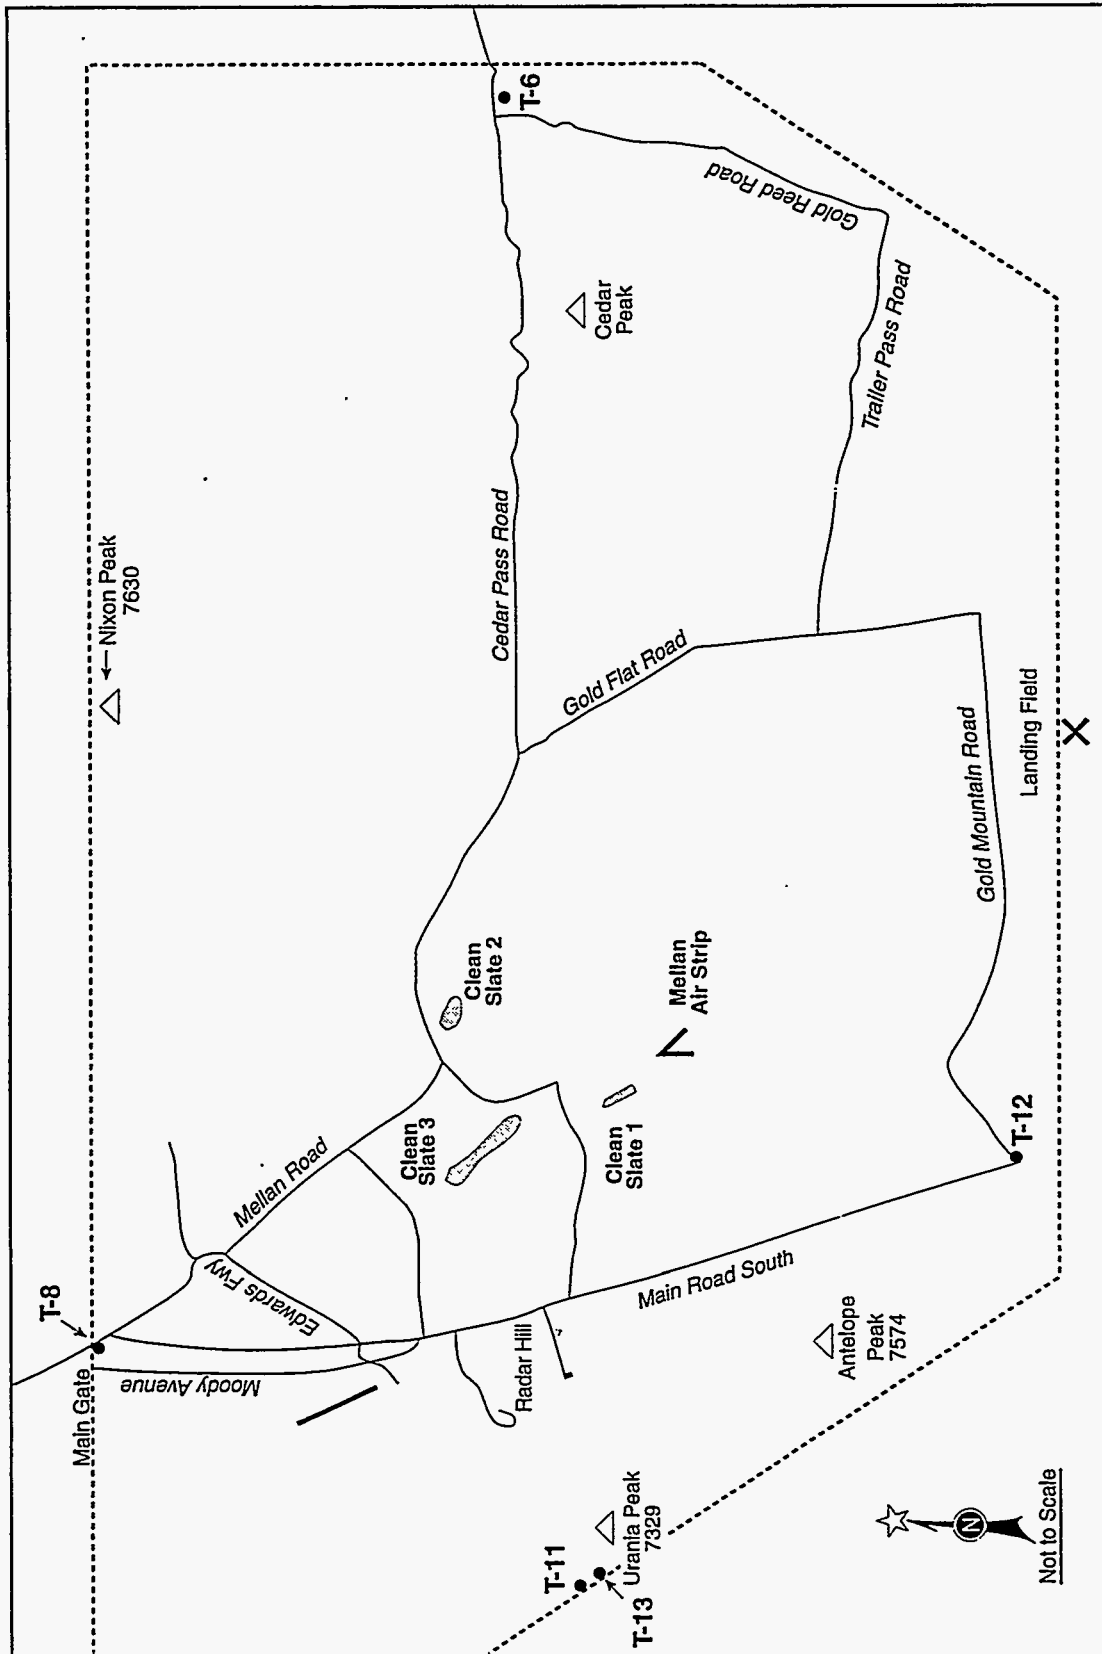 T-8
Main Gate
Moody Avenue
Edwards Fwy
Mellan Road
Nixon Peak
7630
T-6
Gold Reed Road
Cedar
Peak
Trailer Pass Road
Cedar Pass Road
Gold Flat Road
Clean
Slate 2
Clean
Slate 3
Clean
Slate 1
Mellan
Air Strip
Radar Hill
Main Road South
Gold Mountain Road
Landing Field
X
T-12
Antelope
Peak
7574
T-11
T-13
Urania Peak
7329
N
Not to Scale